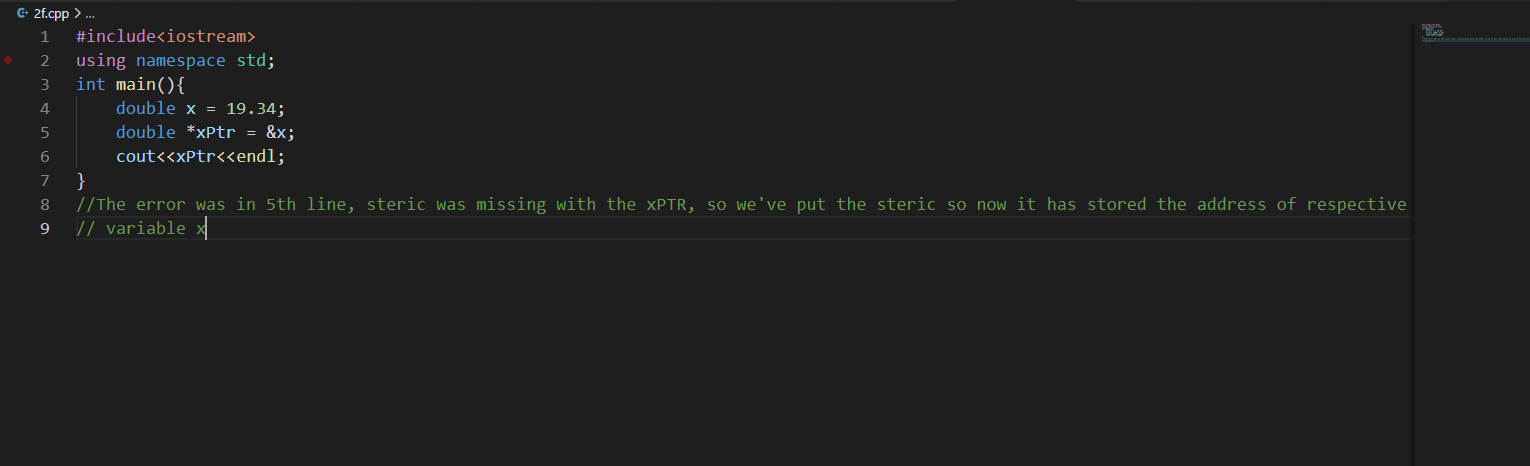 2f.cpp > ...
1 #include<iostream>
2 using namespace std;
3 int main(){
4 double x = 19.34;
5 double *xPtr = &x;
6 cout<<xPtr<<endl;
7 }
8 //The error was in 5th line, steric was missing with the xPTR, so we've put the steric so now it has stored the address of respective
9 // variable x